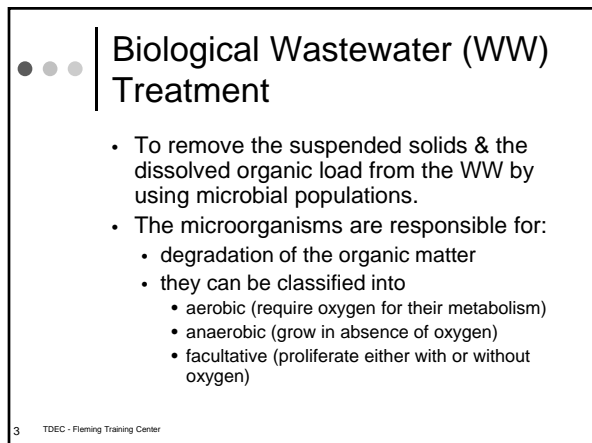 Biological Wastewater (WW)
Treatment
• To remove the suspended solids & the
dissolved organic load from the WW by
using microbial populations.
• The microorganisms are responsible for:
• degradation of the organic matter
• they can be classified into
• aerobic (require oxygen for their metabolism)
• anaerobic (grow in absence of oxygen)
• facultative (proliferate either with or without
oxygen)
3 TDEC - Fleming Training Center